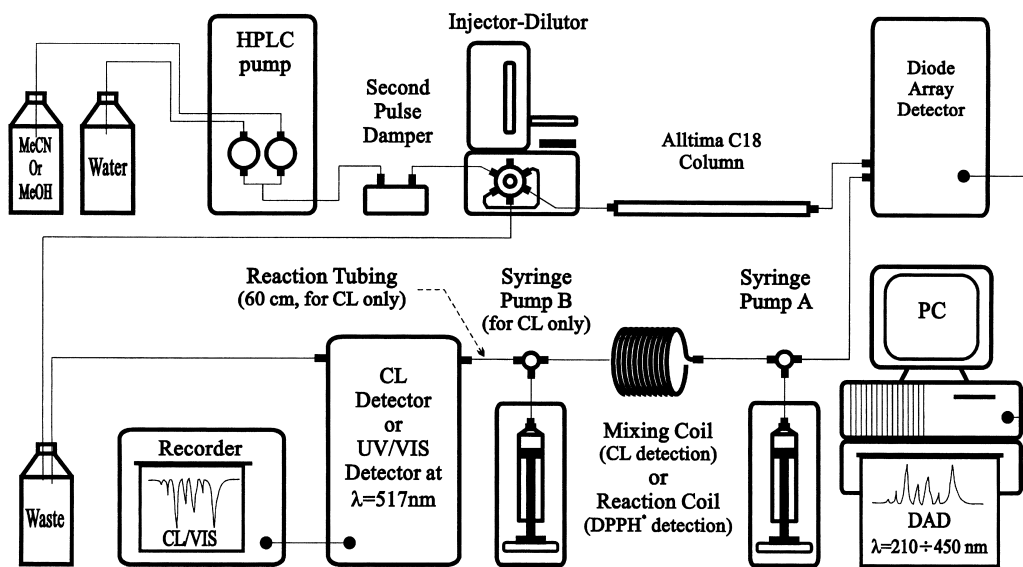 HPLC
pump
Injector-Dilutor
Second
Pulse
Damper
Alltima C18
Column
Diode
Array
Detector
MeCN
Or
MeOH
Water
Reaction Tubing
(60 cm, for CL only)
Syringe
Pump B
(for CL only)
Syringe
Pump A
PC
CL
Detector
or
UV/VIS
Detector at
λ=517nm
Mixing Coil
(CL detection)
or
Reaction Coil
(DPPH• detection)
Waste
Recorder
CL/VIS
DAD
λ=210÷450 nm